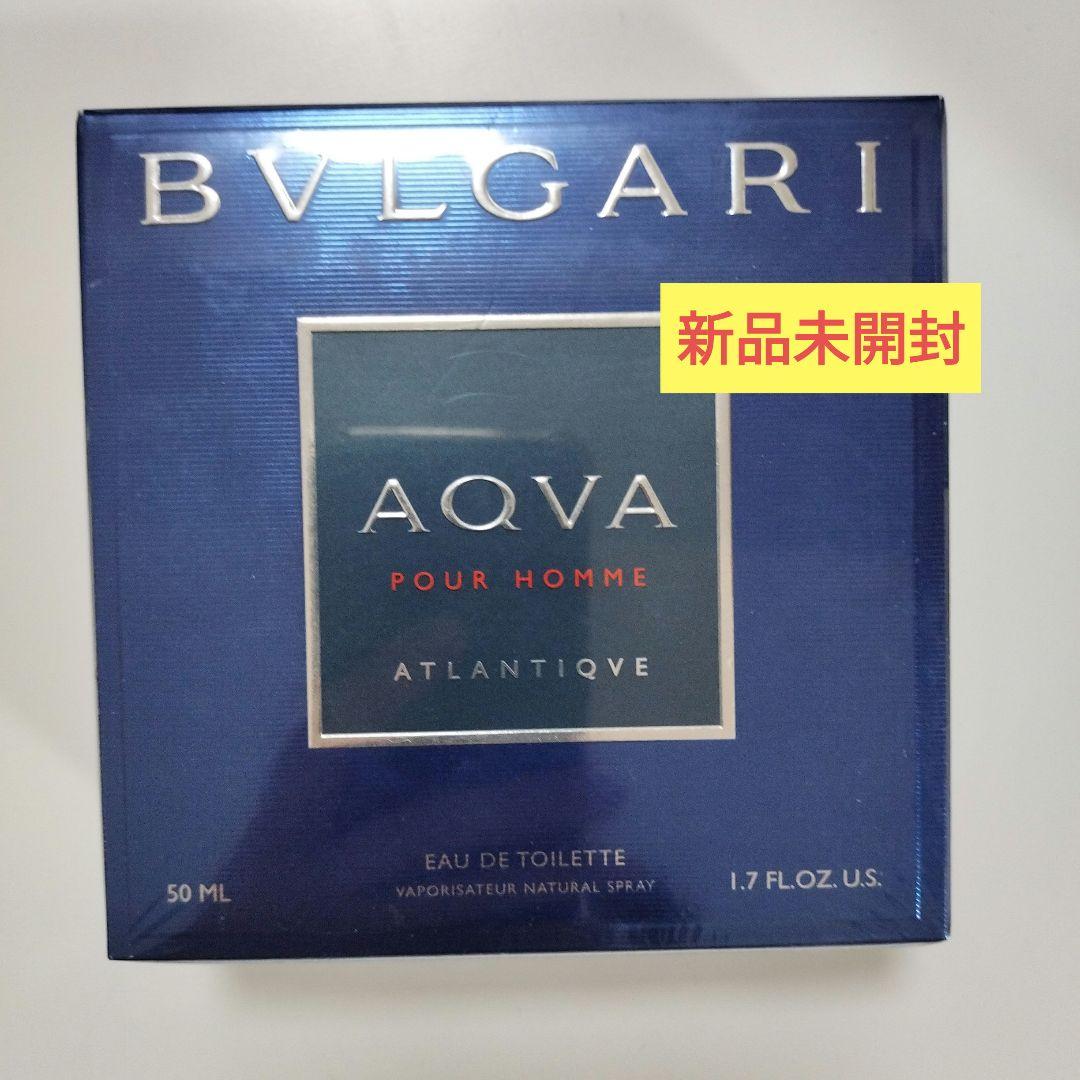 BVLGARI
新品未開封
AQVA
POUR HOMME
ATLANTIQVE
EAU DE TOILETTE
VAPORISATEUR NATURAL SPRAY
50 ML
1.7 FL.OZ. U.S.